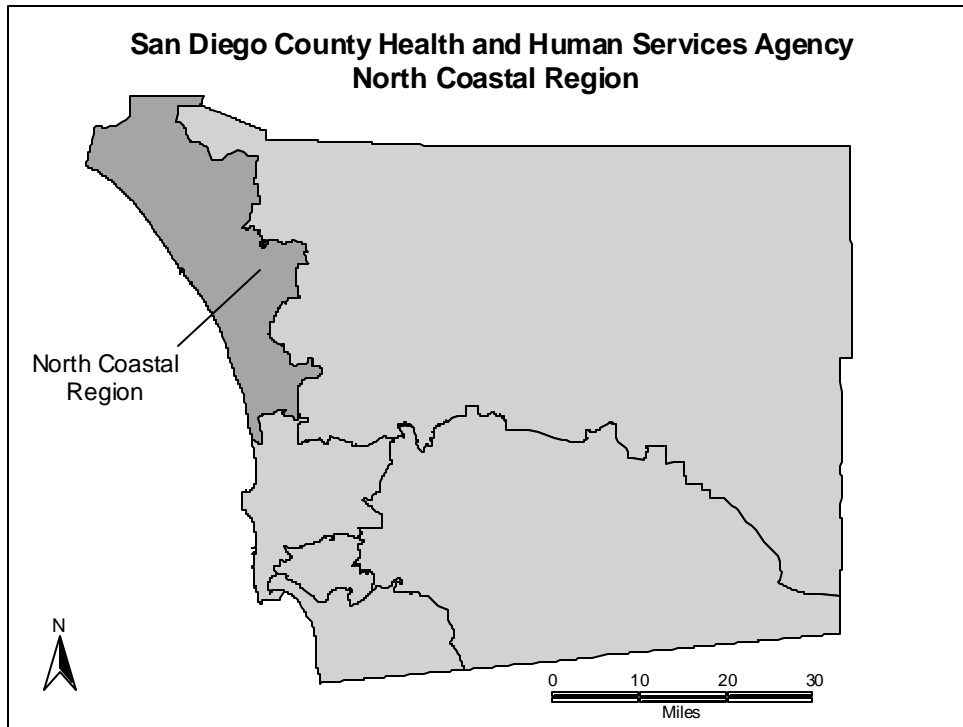 San Diego County Health and Human Services Agency
North Coastal Region
North Coastal
Region
N
0 10 20 30
Miles